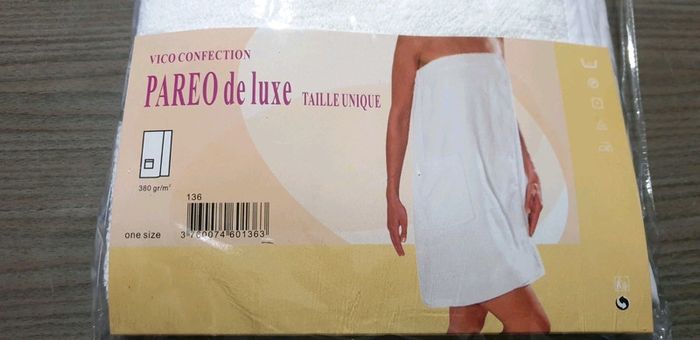 VICO CONFECTION
PAREO de luxe TAILLE UNIQUE
380 gr/m²
136
one size
3 760074 601363